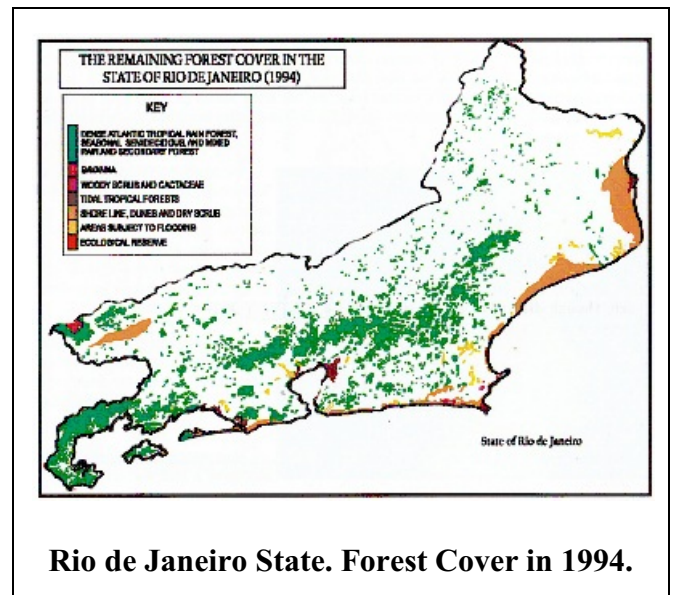 THE REMAINING FOREST COVER IN THE
STATE OF RIO DE JANEIRO (1994)
KEY
DENSE ATLANTIC TROPICAL RAIN FOREST,
SEASONAL, SEMIDECIDOUS, AND MIXED
RAIN AND SECONDARY FOREST
SAVANNA
WOODY SCRUB AND CACTACEAE
TIDAL TROPICAL FORESTS
SHORE LINE, DUNES AND DRY SCRUB
AREAS SUBJECT TO FLOODING
ECOLOGICAL RESERVE
State of Rio de Janeiro
Rio de Janeiro State. Forest Cover in 1994.